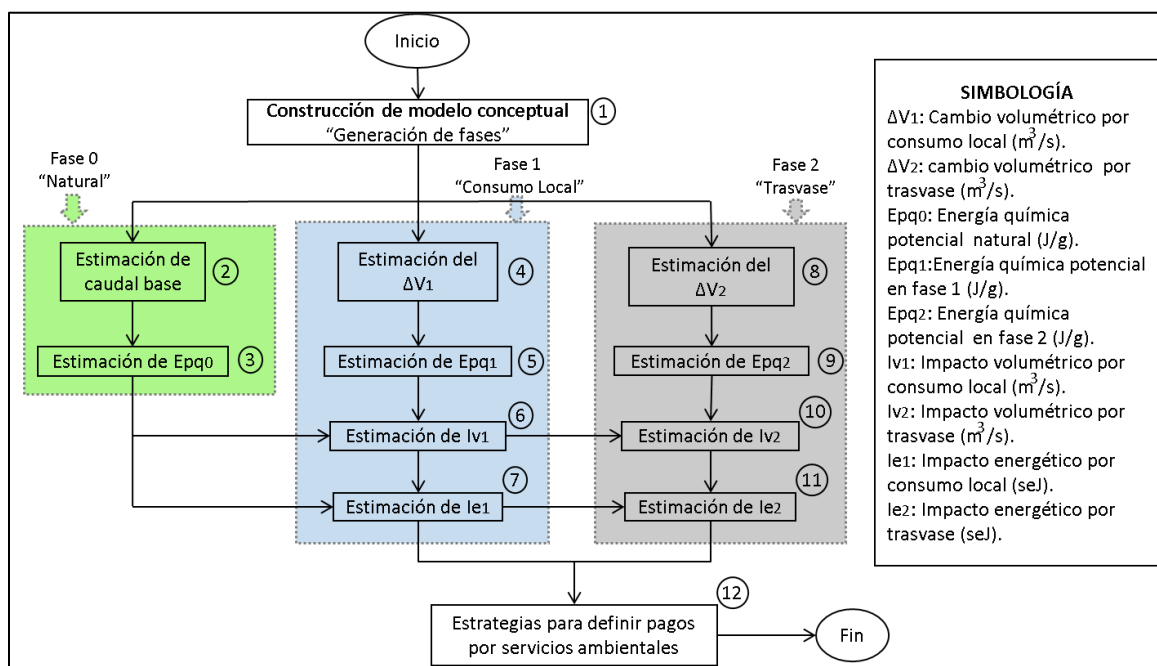 Inicio
Construcción de modelo conceptual
“Generación de fases”
1
Fase 0
“Natural”
Fase 1
“Consumo Local”
Fase 2
“Trasvase”
Estimación de
caudal base
2
Estimación de Epq0
3
Estimación del
ΔV1
4
Estimación de Epq1
5
6
Estimación de Iv1
7
Estimación de Ie1
Estimación del
ΔV2
8
Estimación de Epq2
9
10
Estimación de Iv2
11
Estimación de Ie2
12
Estrategias para definir pagos
por servicios ambientales
Fin
SIMBOLOGÍA
ΔV1: Cambio volumétrico por
consumo local (m³/s).
ΔV2: cambio volumétrico por
trasvase (m³/s).
Epq0: Energía química
potencial natural (J/g).
Epq1:Energía química potencial
en fase 1 (J/g).
Epq2: Energía química
potencial en fase 2 (J/g).
Iv1: Impacto volumétrico por
consumo local (m³/s).
Iv2: Impacto volumétrico por
trasvase (m³/s).
Ie1: Impacto energético por
consumo local (seJ).
Ie2: Impacto energético por
trasvase (seJ).